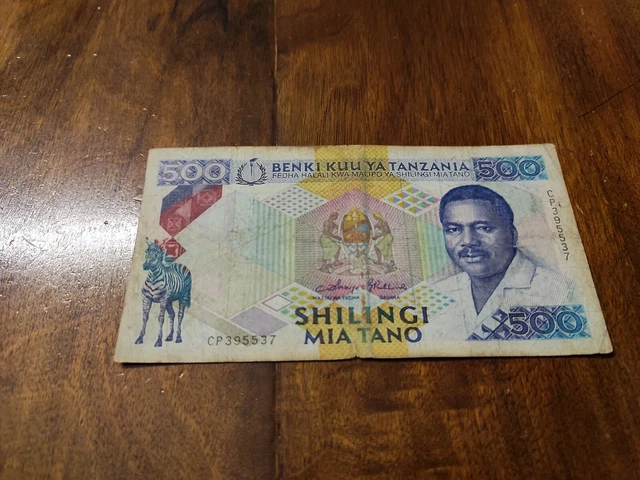 500
BENKI KUU YA TANZANIA
500
FEDHA HALALI KWA MALIPO YA SHILINGI MIA TANO
CP395537
GAVANA
SHILINGI
MIA TANO
500
CP395537